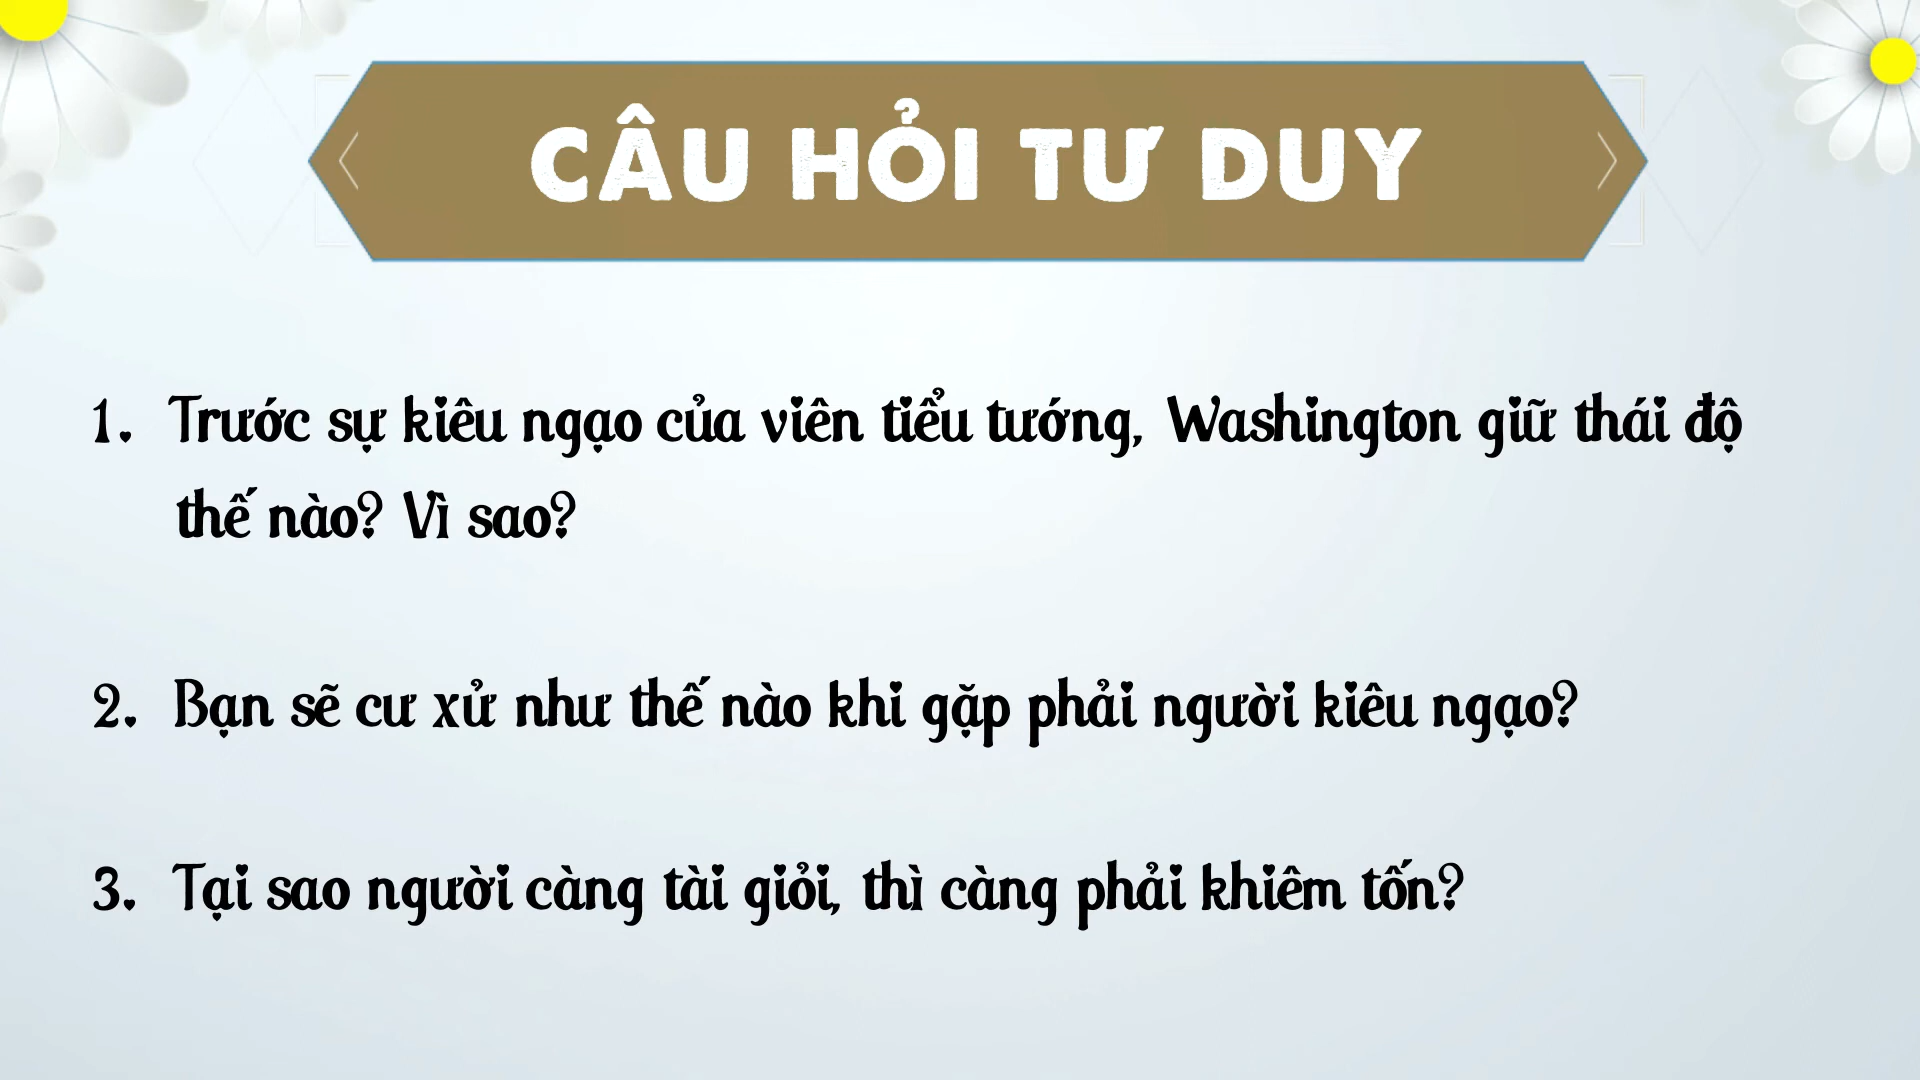 CÂU HỎI TƯ DUY
1. Trước sự kiêu ngạo của viên tiểu tướng, Washington giữ thái độ
thế nào? Vì sao?
2. Bạn sẽ cư xử như thế nào khi gặp phải người kiêu ngạo?
3. Tại sao người càng tài giỏi, thì càng phải khiêm tốn?